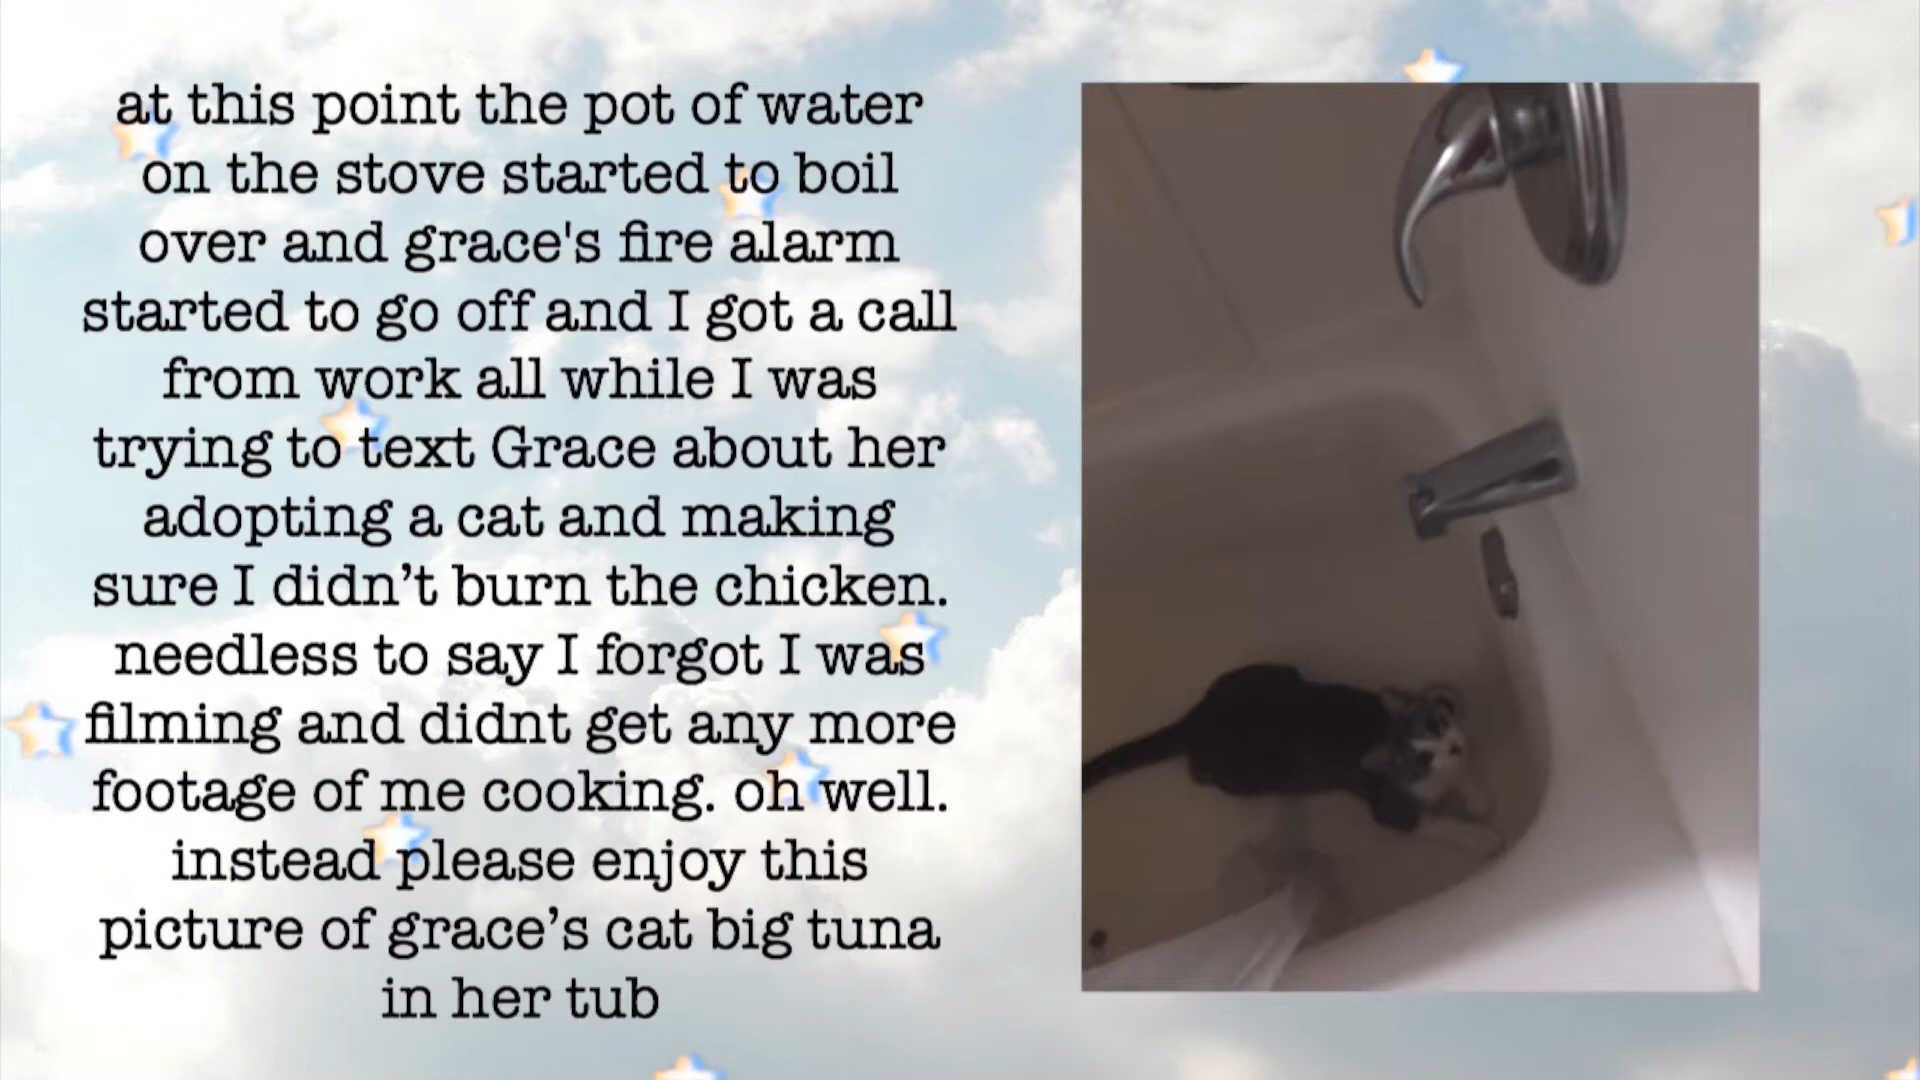 at this point the pot of water
on the stove started to boil
over and grace's fire alarm
started to go off and I got a call
from work all while I was
trying to text Grace about her
adopting a cat and making
sure I didn’t burn the chicken.
needless to say I forgot I was
filming and didnt get any more
footage of me cooking. oh well.
instead please enjoy this
picture of grace’s cat big tuna
in her tub